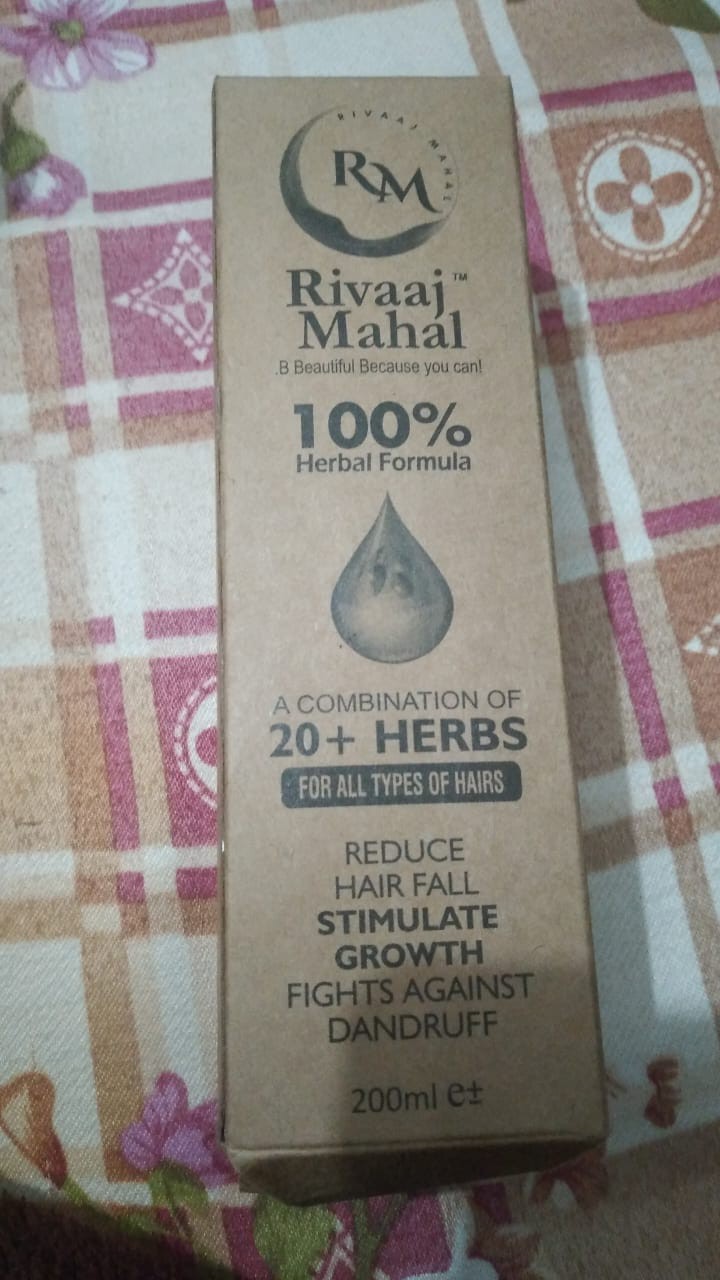 RIVAAJ MAHAL
RM
Rivaaj™
Mahal
.B Beautiful Because you can!
100%
Herbal Formula
A COMBINATION OF
20+ HERBS
FOR ALL TYPES OF HAIRS
REDUCE
HAIR FALL
STIMULATE
GROWTH
FIGHTS AGAINST
DANDRUFF
200ml e±